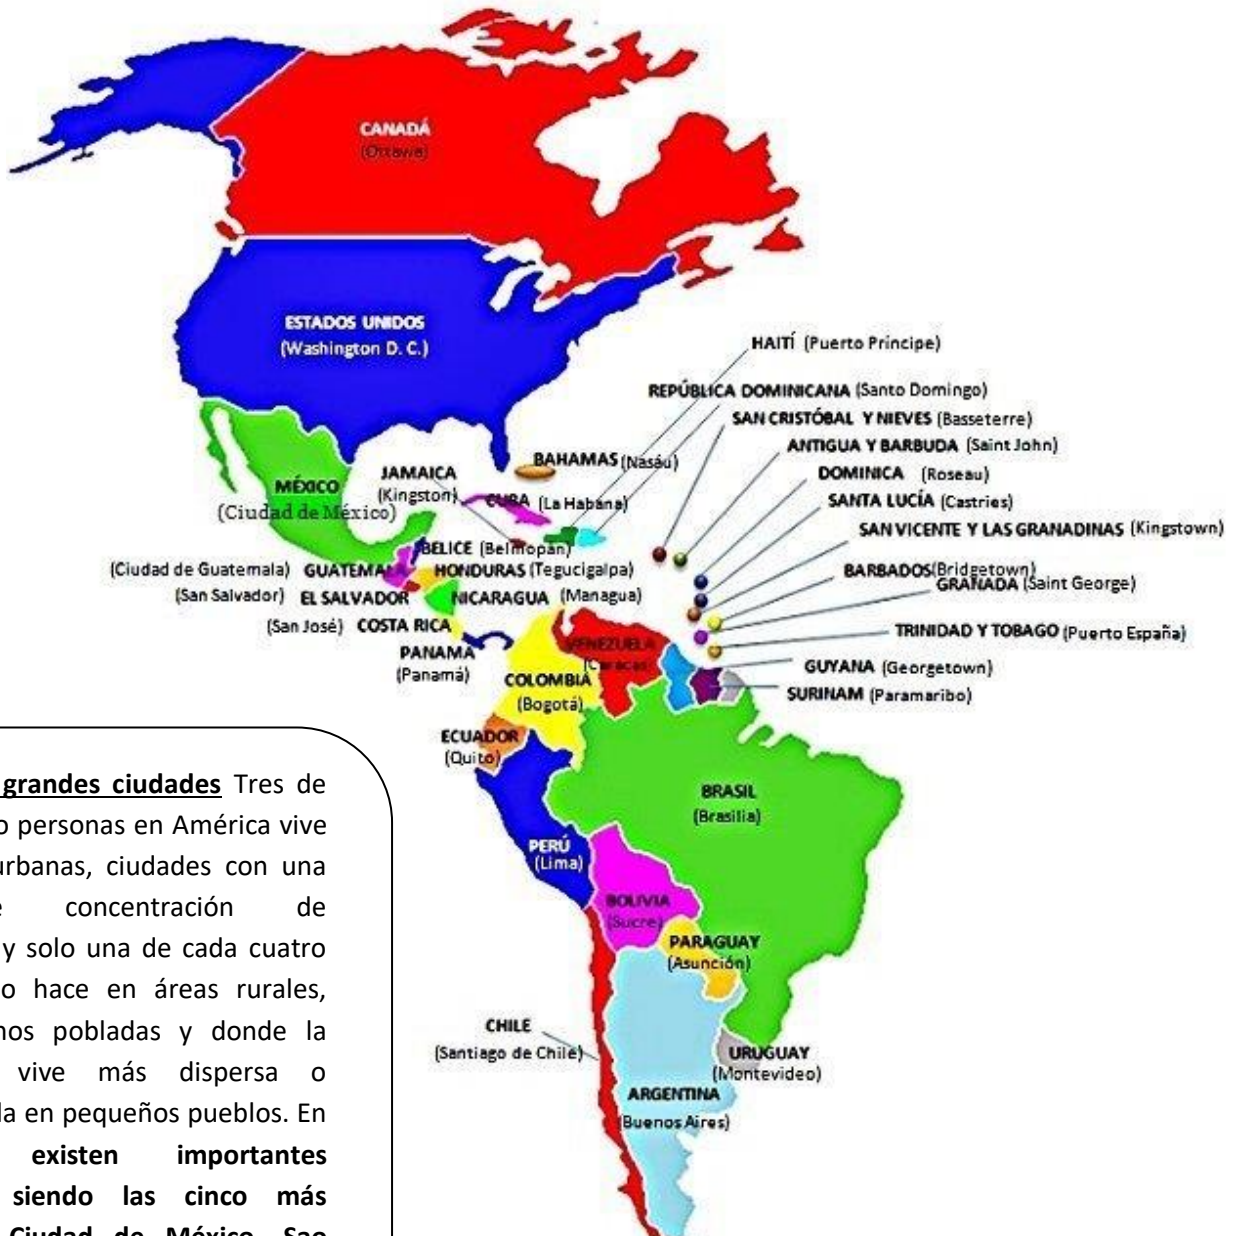 CANADÁ
(Ottawa)
ESTADOS UNIDOS
(Washington D. C.)
HAITÍ (Puerto Príncipe)
REPÚBLICA DOMINICANA (Santo Domingo)
SAN CRISTÓBAL Y NIEVES (Basseterre)
ANTIGUA Y BARBUDA (Saint John)
BAHAMAS (Nasáu)
JAMAICA
(Kingston)
DOMINICA (Roseau)
MÉXICO
(Ciudad de México)
CUBA (La Habana)
SANTA LUCÍA (Castries)
SAN VICENTE Y LAS GRANADINAS (Kingstown)
BELICE (Belmopán)
(Ciudad de Guatemala) GUATEMALA
HONDURAS (Tegucigalpa)
BARBADOS (Bridgetown)
GRANADA (Saint George)
(San Salvador) EL SALVADOR
NICARAGUA (Managua)
(San José) COSTA RICA
TRINIDAD Y TOBAGO (Puerto España)
PANAMÁ
(Panamá)
VENEZUELA
(Caracas)
GUYANA (Georgetown)
COLOMBIA
(Bogotá)
SURINAM (Paramaribo)
ECUADOR
(Quito)
BRASIL
(Brasilia)
PERÚ
(Lima)
BOLIVIA
(Sucre)
PARAGUAY
(Asunción)
CHILE
(Santiago de Chile)
URUGUAY
(Montevideo)
ARGENTINA
(Buenos Aires)
grandes ciudades Tres de
o personas en América vive
urbanas, ciudades con una
concentración de
y solo una de cada cuatro
o hace en áreas rurales,
nos pobladas y donde la
vive más dispersa o
da en pequeños pueblos. En
existen importantes
siendo las cinco más
Ciudad de México, Sao